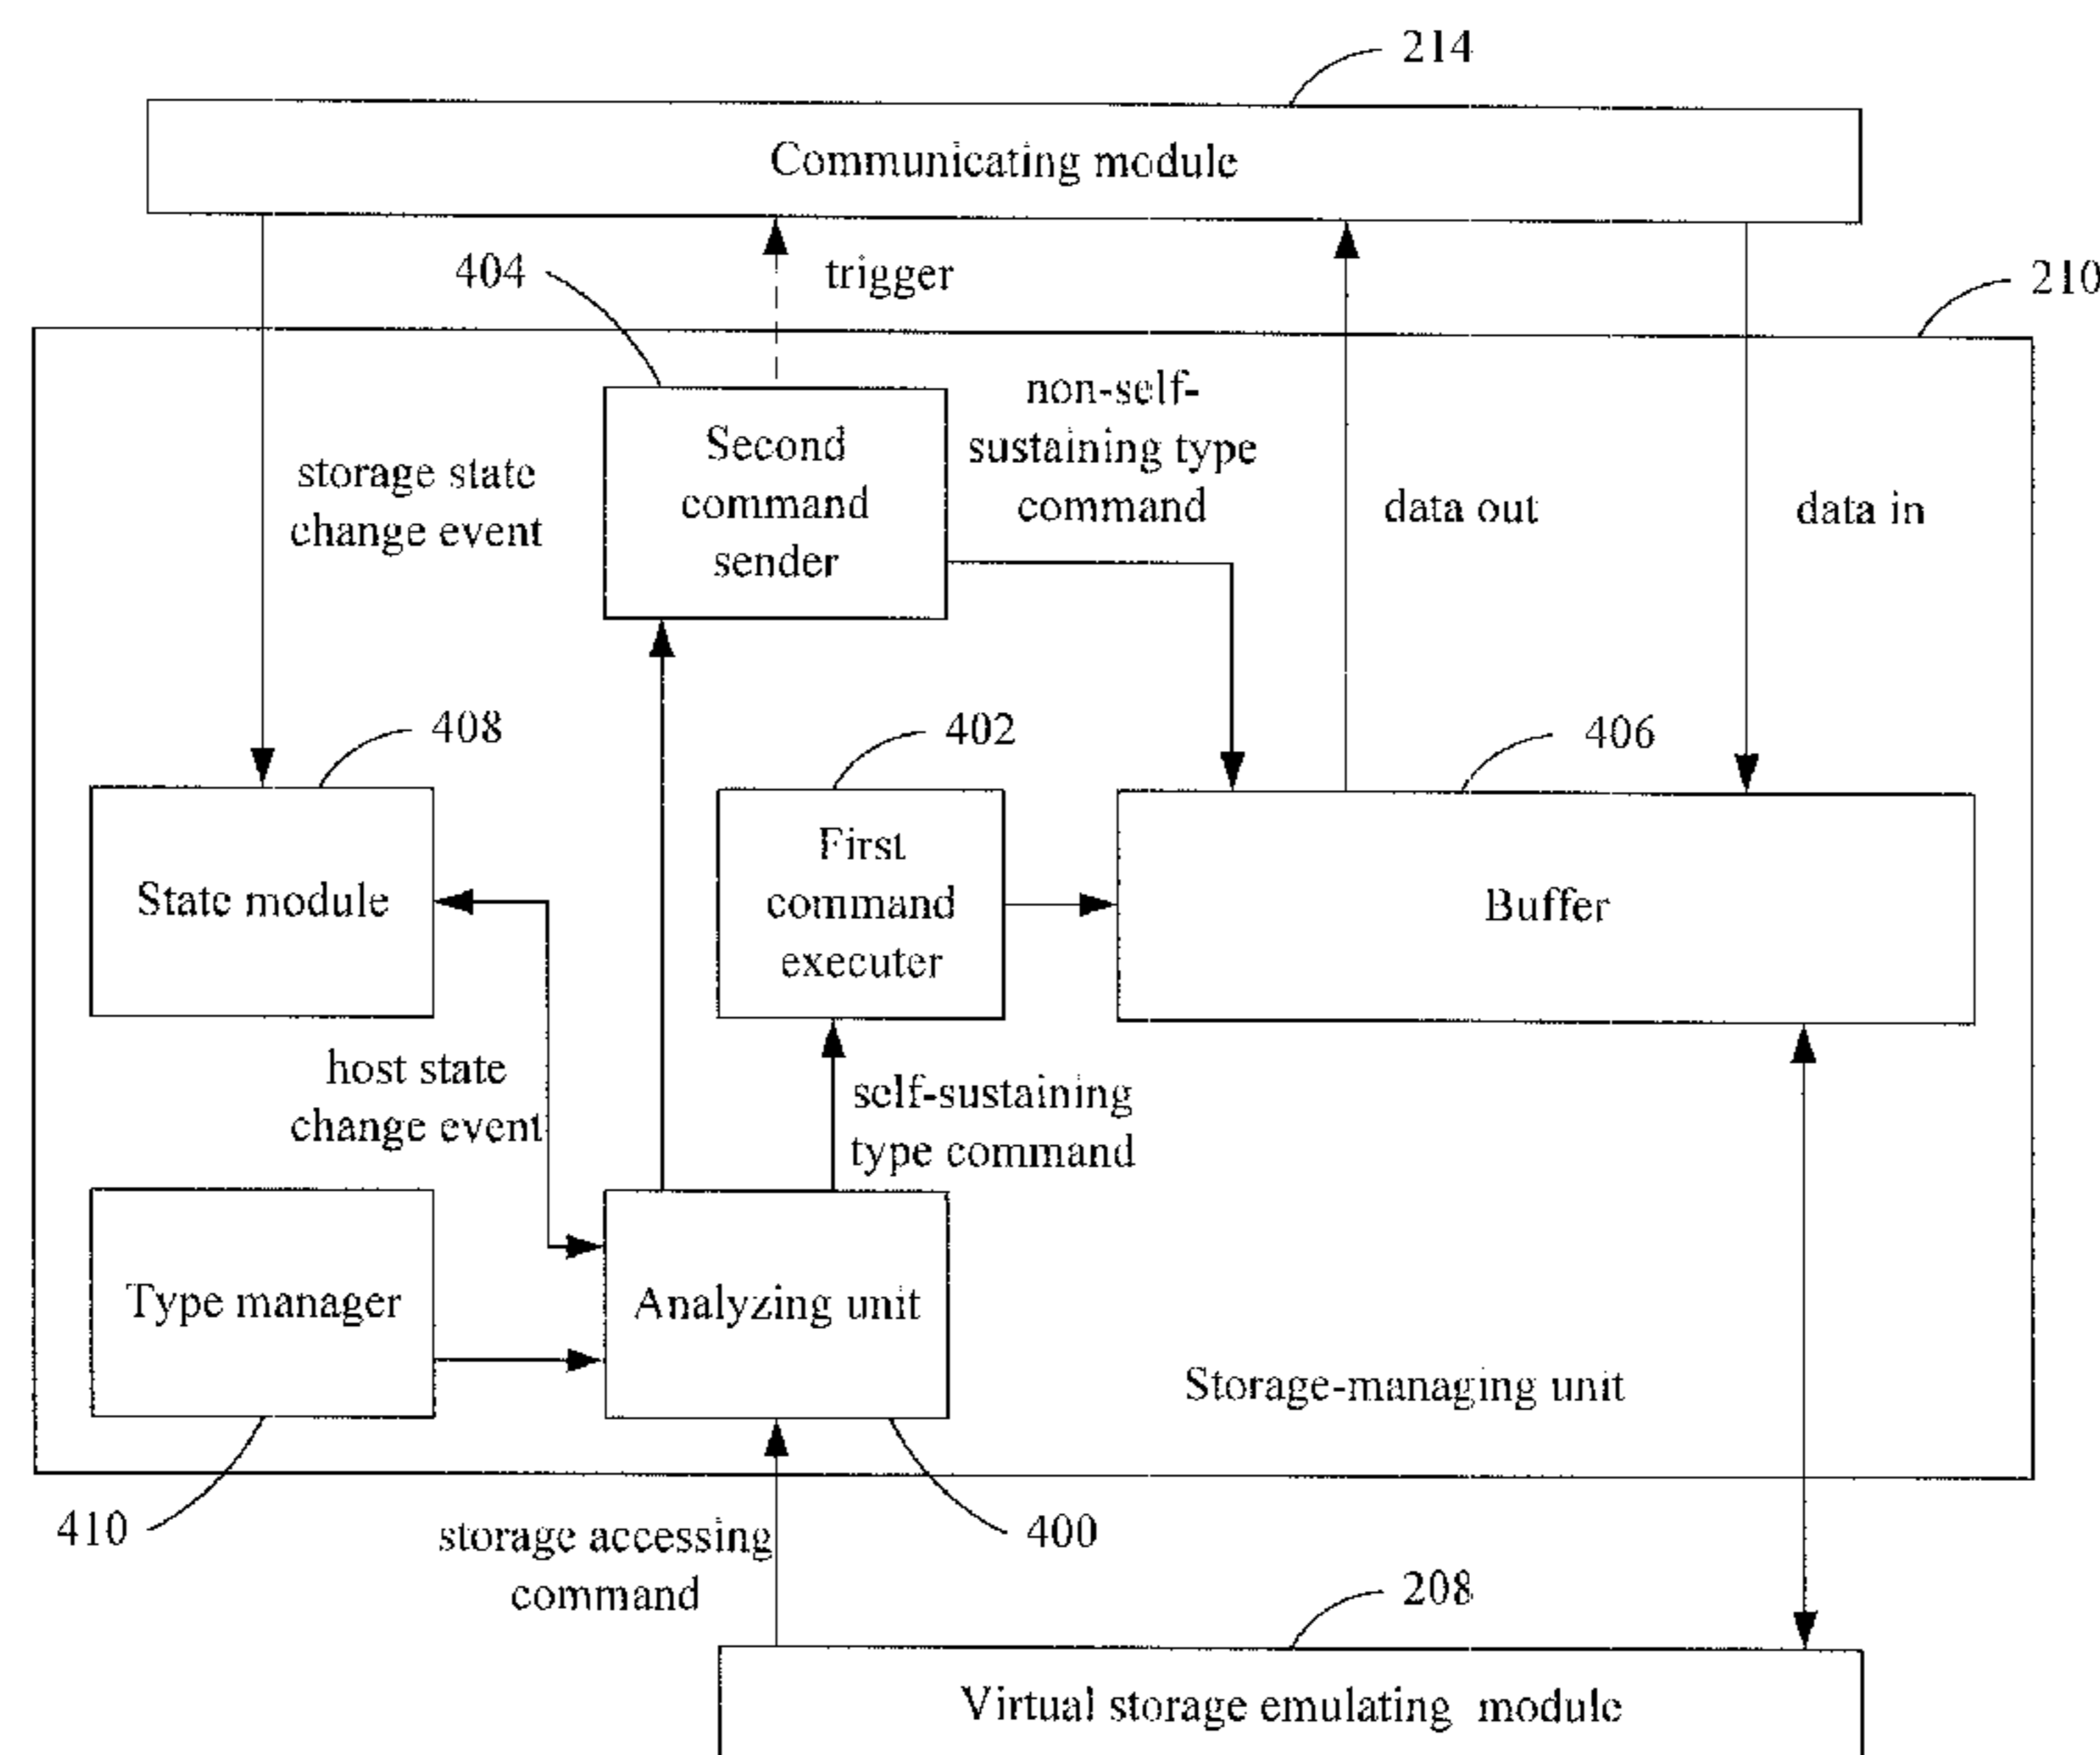 214
Communicating module
404
trigger
210
non-self-
sustaining type
command
Second
command
sender
storage state
change event
data out
data in
408
402
406
First
command
executer
State module
Buffer
host state
change event
self-sustaining
type command
Type manager
Analyzing unit
Storage-managing unit
410
storage accessing
command
400
208
Virtual storage emulating module